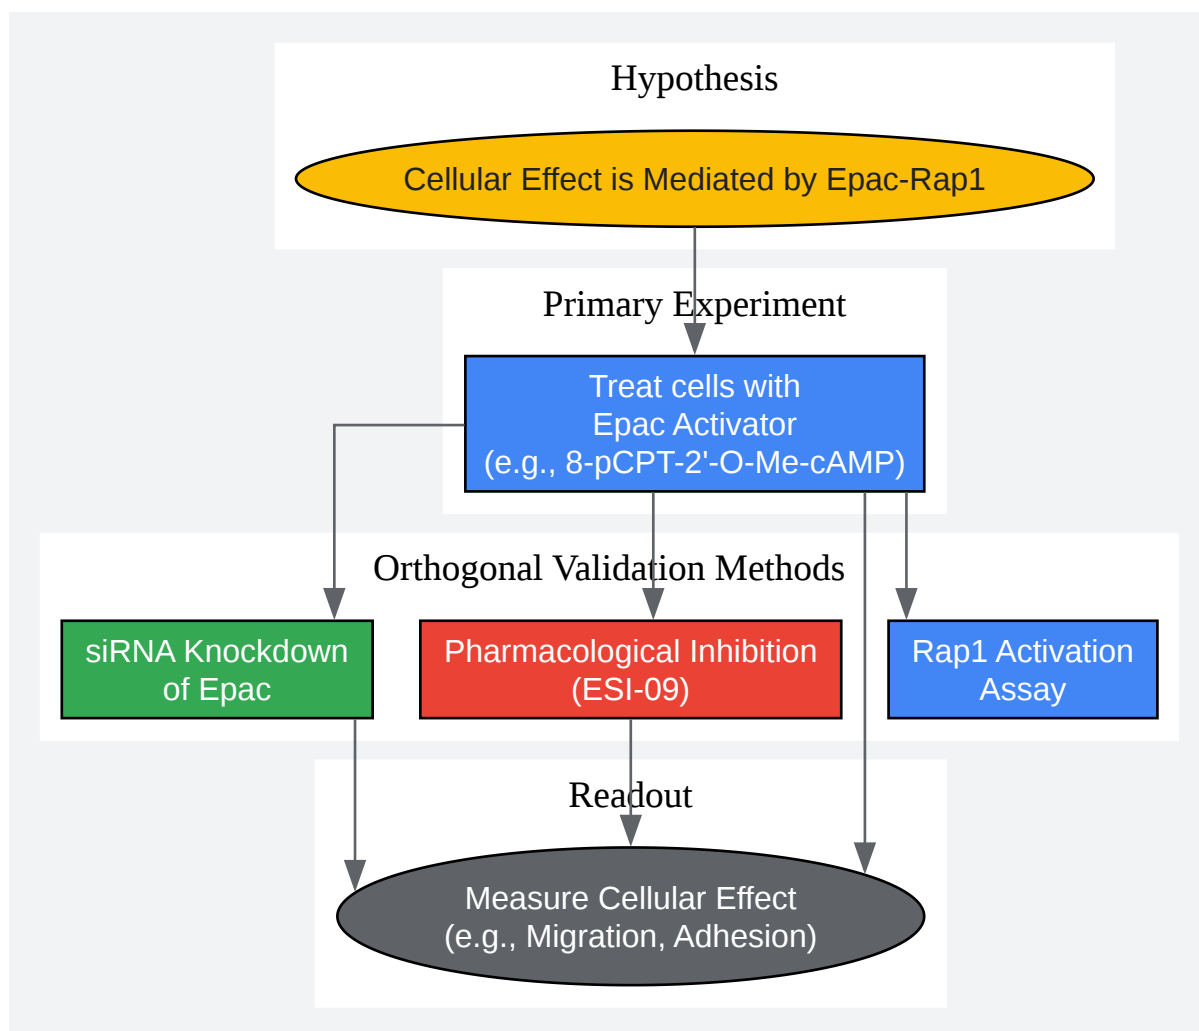 Hypothesis
Cellular Effect is Mediated by Epac-Rap1
Primary Experiment
Treat cells with
Epac Activator
(e.g., 8-pCPT-2'-O-Me-cAMP)
Orthogonal Validation Methods
siRNA Knockdown
of Epac
Pharmacological Inhibition
(ESI-09)
Rap1 Activation
Assay
Readout
Measure Cellular Effect
(e.g., Migration, Adhesion)